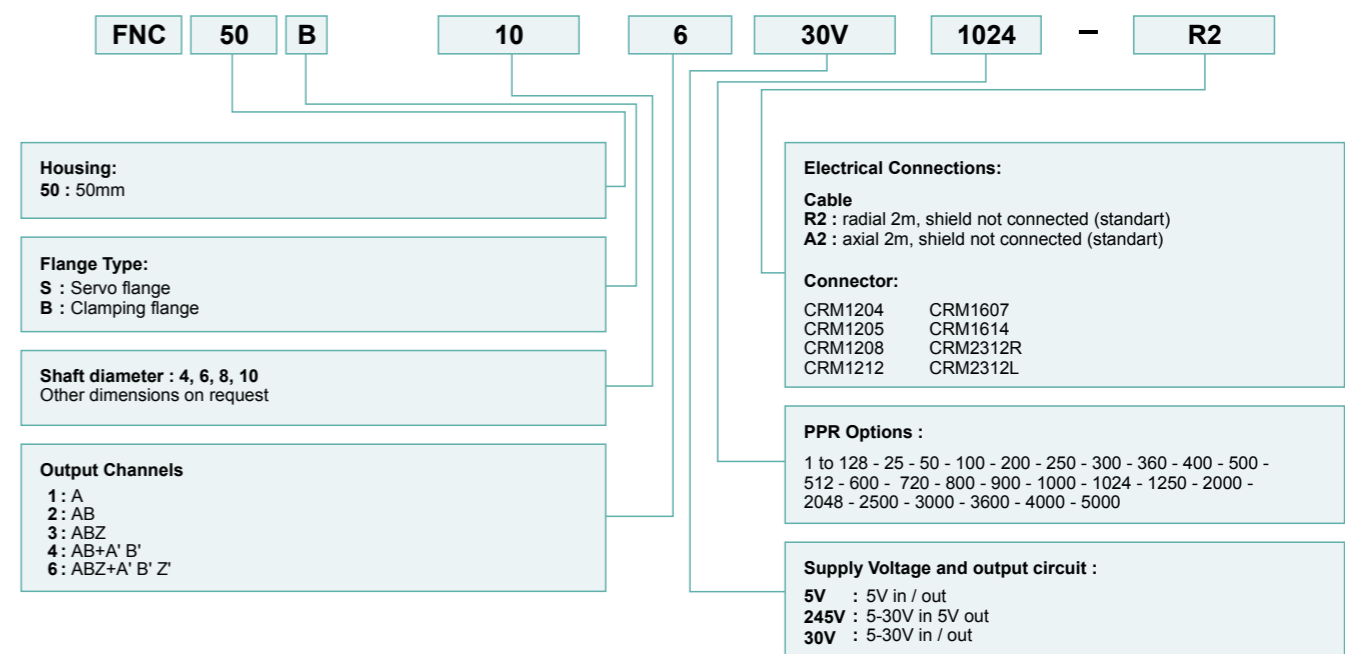 FNC 50 B 10 6 30V 1024 – R2
Housing:
50 : 50mm
Flange Type:
S : Servo flange
B : Clamping flange
Shaft diameter : 4, 6, 8, 10
Other dimensions on request
Output Channels
1 : A
2 : AB
3 : ABZ
4 : AB+A' B'
6 : ABZ+A' B' Z'
Electrical Connections:
Cable
R2 : radial 2m, shield not connected (standart)
A2 : axial 2m, shield not connected (standart)
Connector:
CRM1204 CRM1607
CRM1205 CRM1614
CRM1208 CRM2312R
CRM1212 CRM2312L
PPR Options :
1 to 128 - 25 - 50 - 100 - 200 - 250 - 300 - 360 - 400 - 500 -
512 - 600 - 720 - 800 - 900 - 1000 - 1024 - 1250 - 2000 -
2048 - 2500 - 3000 - 3600 - 4000 - 5000
Supply Voltage and output circuit :
5V : 5V in / out
245V : 5-30V in 5V out
30V : 5-30V in / out